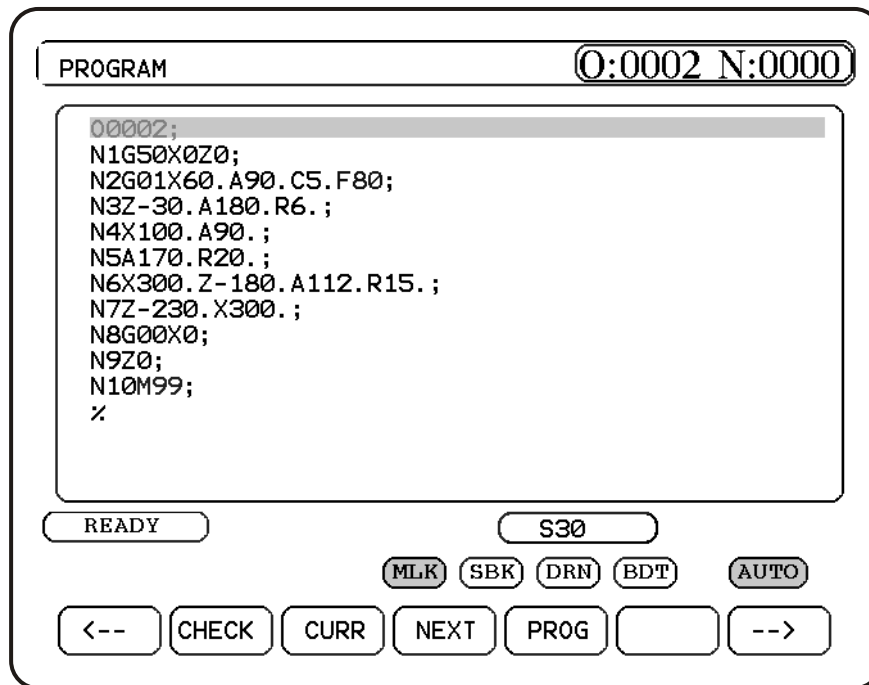 PROGRAM O:0002 N:0000
O0002;
N1G50X0Z0;
N2G01X60.A90.C5.F80;
N3Z-30.A180.R6.;
N4X100.A90.;
N5A170.R20.;
N6X300.Z-180.A112.R15.;
N7Z-230.X300.;
N8G00X0;
N9Z0;
N10M99;
%
READY S30
MLK SBK DRN BDT AUTO
<-- CHECK CURR NEXT PROG -->